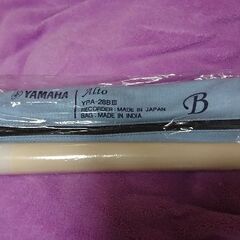 YAMAHA Alto
YRA-28BIII
RECORDER: MADE IN JAPAN
BAG: MADE IN INDIA
B